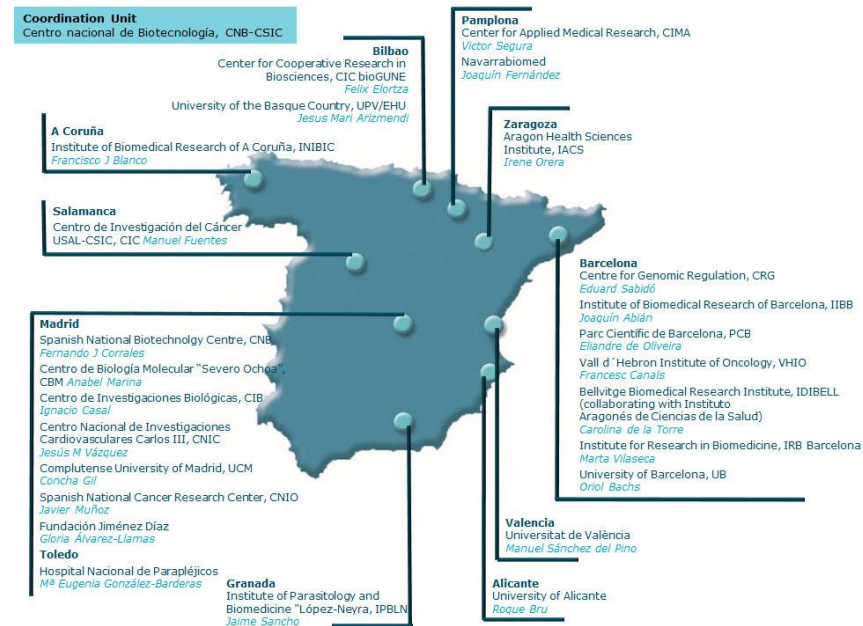 Coordination Unit
Centro nacional de Biotecnología, CNB-CSIC
Bilbao
Center for Cooperative Research in
Biosciences, CIC bioGUNE
Felix Elortza
University of the Basque Country, UPV/EHU
Jesus Mari Arizmendi
Pamplona
Center for Applied Medical Research, CIMA
Victor Segura
Navarrabiomed
Joaquín Fernández
A Coruña
Institute of Biomedical Research of A Coruña, INIBIC
Francisco J Blanco
Zaragoza
Aragon Health Sciences
Institute, IACS
Irene Orera
Salamanca
Centro de Investigación del Cáncer
USAL-CSIC, CIC Manuel Fuentes
Barcelona
Centre for Genomic Regulation, CRG
Eduard Sabidó
Institute of Biomedical Research of Barcelona, IIBB
Joaquín Abián
Parc Científic de Barcelona, PCB
Eliandre de Oliveira
Vall d´Hebron Institute of Oncology, VHIO
Francesc Canals
Bellvitge Biomedical Research Institute, IDIBELL
(collaborating with Instituto
Aragonés de Ciencias de la Salud)
Carolina de la Torre
Institute for Research in Biomedicine, IRB Barcelona
Marta Vilaseca
University of Barcelona, UB
Oriol Bachs
Madrid
Spanish National Biotechnolgy Centre, CNB
Fernando J Corrales
Centro de Biología Molecular "Severo Ochoa",
CBM Anabel Marina
Centro de Investigaciones Biológicas, CIB
Ignacio Casal
Centro Nacional de Investigaciones
Cardiovasculares Carlos III, CNIC
Jesús M Vázquez
Complutense University of Madrid, UCM
Concha Gil
Spanish National Cancer Research Center, CNIO
Javier Muñoz
Fundación Jiménez Díaz
Gloria Álvarez-Llamas
Toledo
Hospital Nacional de Parapléjicos
Mª Eugenia González-Barderas
Granada
Institute of Parasitology and
Biomedicine "López-Neyra, IPBLN
Jaime Sancho
Valencia
Universitat de València
Manuel Sánchez del Pino
Alicante
University of Alicante
Roque Bru